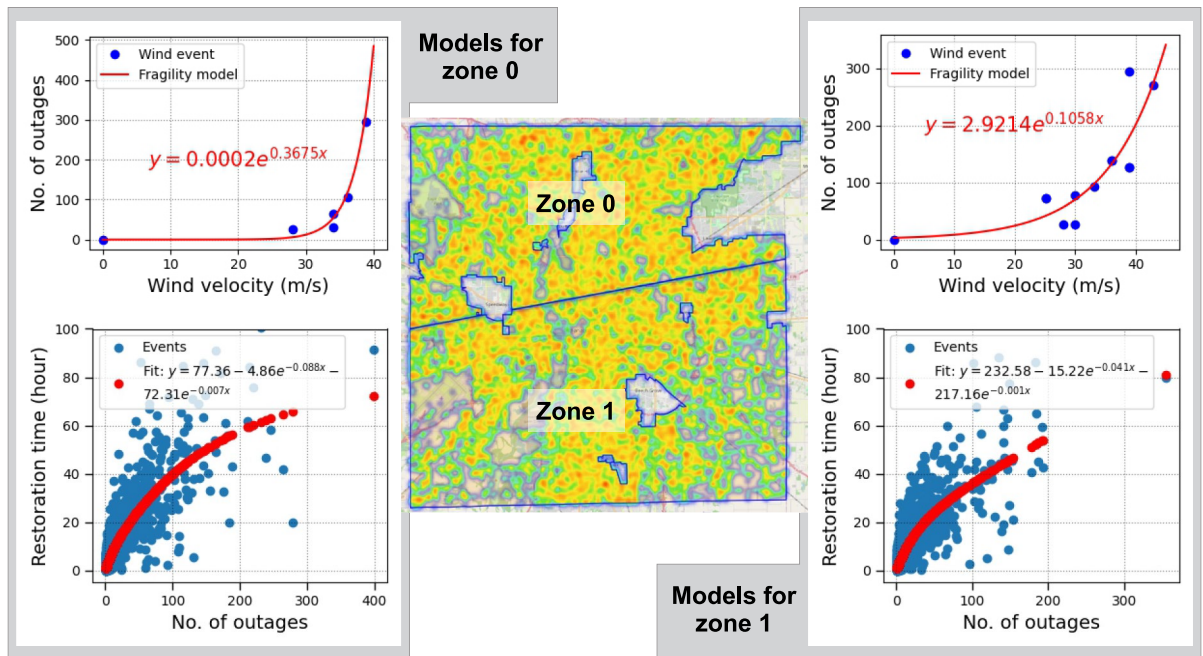 500
400
300
200
100
0
No. of outages
Wind event
Fragility model
y = 0.0002e^0.3675x
0 10 20 30 40
Wind velocity (m/s)
100
80
60
40
20
0
Restoration time (hour)
Events
Fit: y = 77.36 − 4.86e^−0.088x −
72.31e^−0.007x
0 100 200 300 400
No. of outages
Models for
zone 0
Zone 0
Zone 1
Models for
zone 1
300
200
100
0
No. of outages
Wind event
Fragility model
y = 2.9214e^0.1058x
0 10 20 30 40
Wind velocity (m/s)
100
80
60
40
20
0
Restoration time (hour)
Events
Fit: y = 232.58 − 15.22e^−0.041x −
217.16e^−0.001x
0 100 200 300
No. of outages